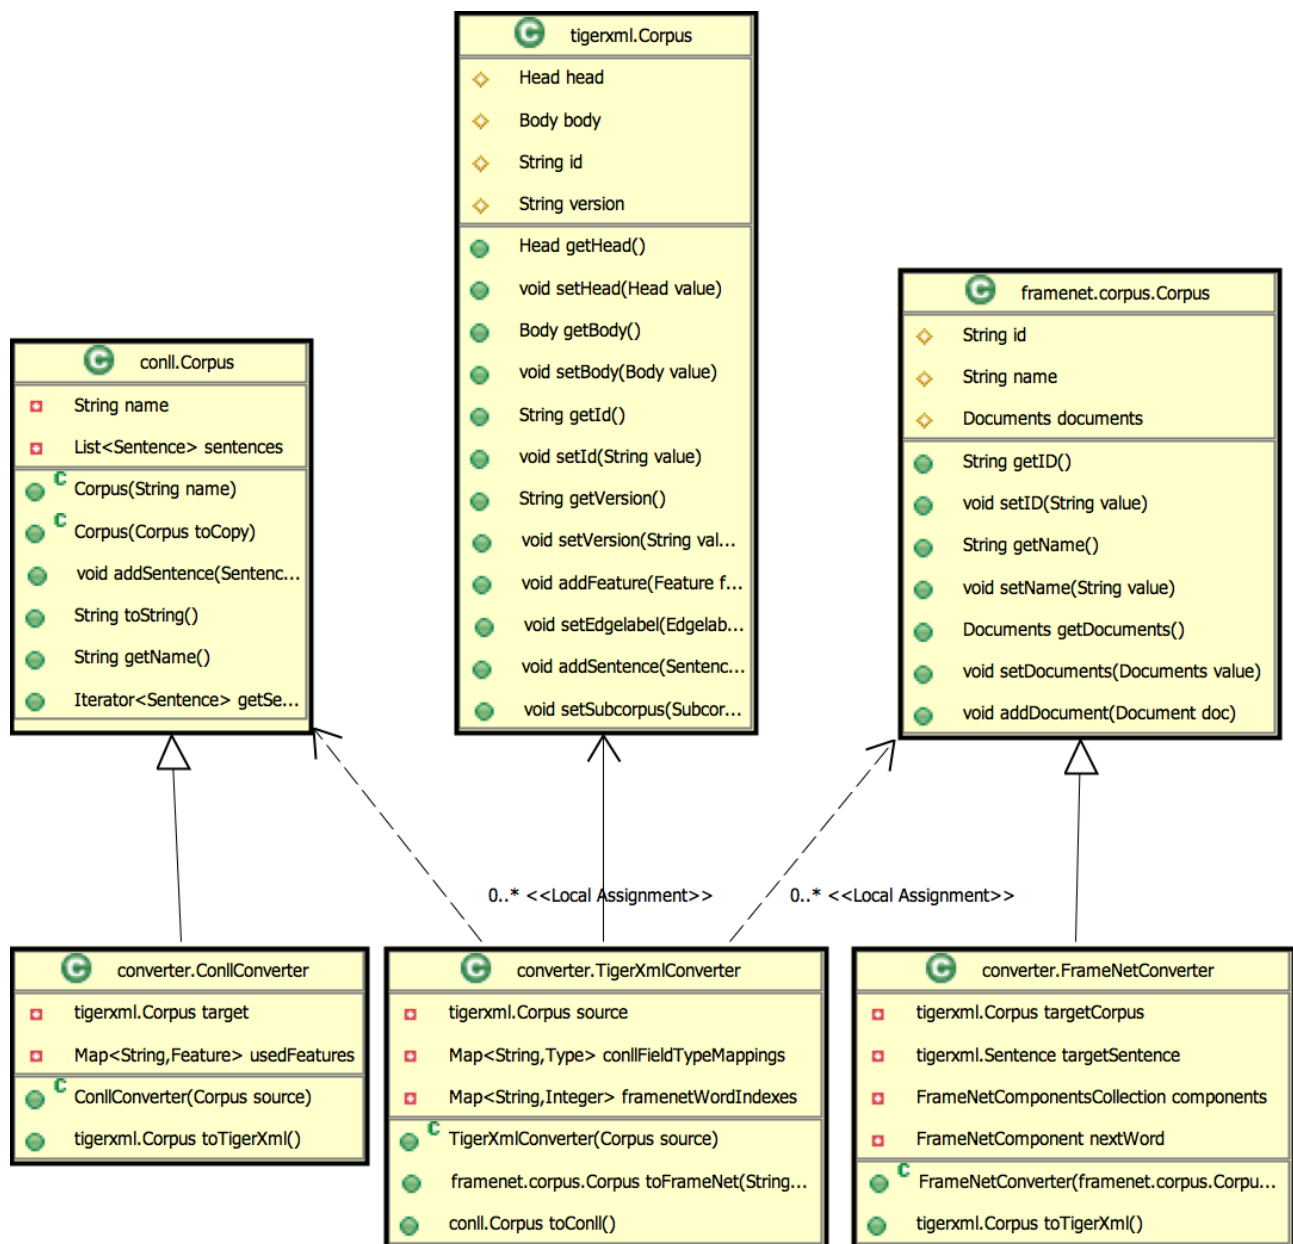 tigerxml.Corpus
Head head
Body body
String id
String version
Head getHead()
void setHead(Head value)
Body getBody()
void setBody(Body value)
String getId()
void setId(String value)
String getVersion()
void setVersion(String val...
void addFeature(Feature f...
void setEdgelabel(Edgelab...
void addSentence(Sentenc...
void setSubcorpus(Subcor...
framenet.corpus.Corpus
String id
String name
Documents documents
String getID()
void setID(String value)
String getName()
void setName(String value)
Documents getDocuments()
void setDocuments(Documents value)
void addDocument(Document doc)
conll.Corpus
String name
List<Sentence> sentences
Corpus(String name)
Corpus(Corpus toCopy)
void addSentence(Sentenc...
String toString()
String getName()
Iterator<Sentence> getSe...
0..* <<Local Assignment>>
0..* <<Local Assignment>>
converter.ConllConverter
tigerxml.Corpus target
Map<String,Feature> usedFeatures
ConllConverter(Corpus source)
tigerxml.Corpus toTigerXml()
converter.TigerXmlConverter
tigerxml.Corpus source
Map<String,Type> conllFieldTypeMappings
Map<String,Integer> framenetWordIndexes
TigerXmlConverter(Corpus source)
framenet.corpus.Corpus toFrameNet(String...
conll.Corpus toConll()
converter.FrameNetConverter
tigerxml.Corpus targetCorpus
tigerxml.Sentence targetSentence
FrameNetComponentsCollection components
FrameNetComponent nextWord
FrameNetConverter(framenet.corpus.Corpu...
tigerxml.Corpus toTigerXml()